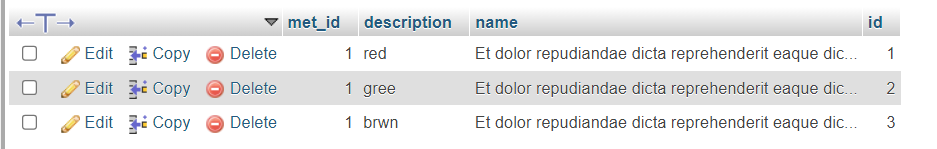 met_id description name id
Edit Copy Delete 1 red Et dolor repudiandae dicta reprehenderit eaque dic... 1
Edit Copy Delete 1 gree Et dolor repudiandae dicta reprehenderit eaque dic... 2
Edit Copy Delete 1 brwn Et dolor repudiandae dicta reprehenderit eaque dic... 3